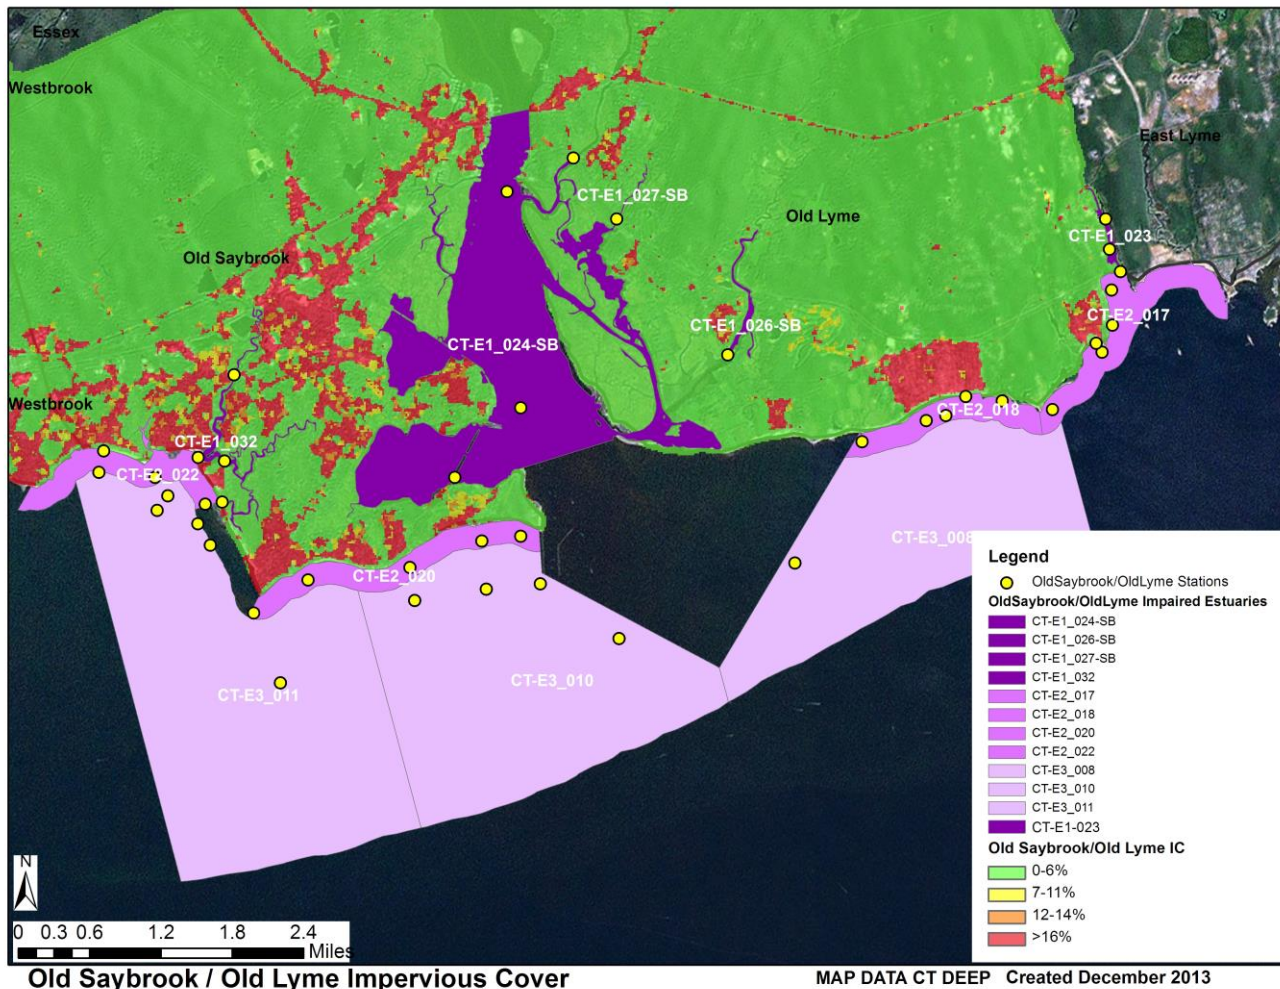 Essex
Westbrook
East Lyme
CT-E1_027-SB
Old Lyme
CT-E1_023
Old Saybrook
CT-E2_017
CT-E1_026-SB
CT-E1_024-SB
Westbrook
CT-E2_018
CT-E1_032
CT-E2_022
CT-E3_008
CT-E2_020
CT-E3_010
CT-E3_011
Legend
OldSaybrook/OldLyme Stations
OldSaybrook/OldLyme Impaired Estuaries
CT-E1_024-SB
CT-E1_026-SB
CT-E1_027-SB
CT-E1_032
CT-E2_017
CT-E2_018
CT-E2_020
CT-E2_022
CT-E3_008
CT-E3_010
CT-E3_011
CT-E1-023
Old Saybrook/Old Lyme IC
0-6%
7-11%
12-14%
>16%
N
0 0.3 0.6 1.2 1.8 2.4
Miles
Old Saybrook / Old Lyme Impervious Cover
MAP DATA CT DEEP Created December 2013